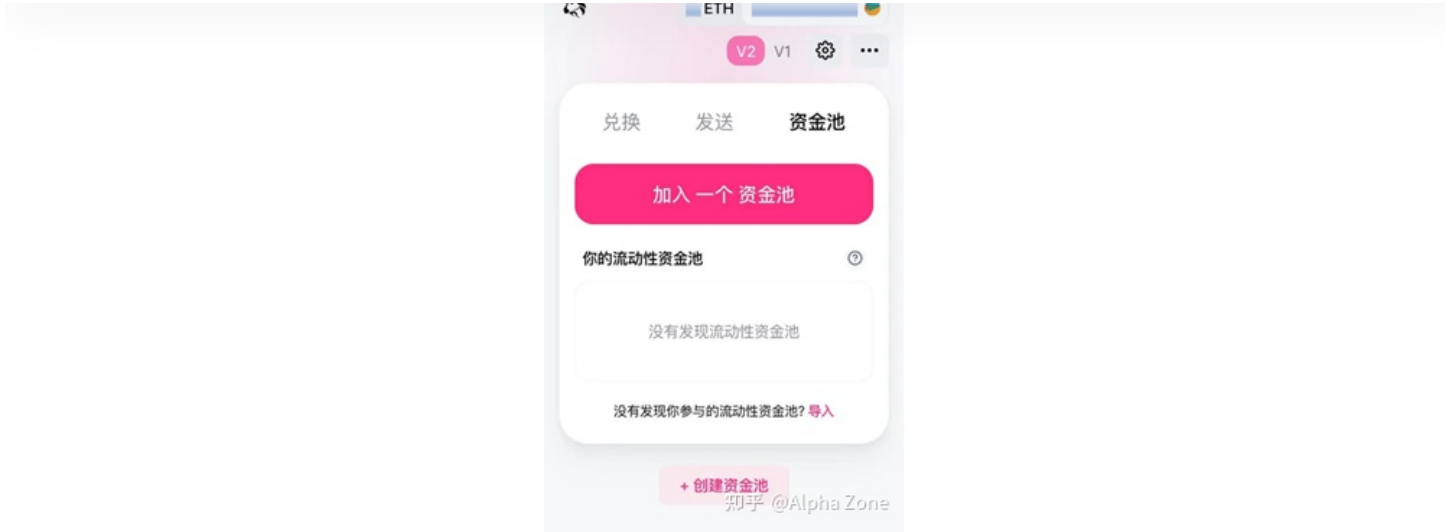 ETH
V2 V1
兑换 发送 资金池
加入 一个 资金池
你的流动性资金池
没有发现流动性资金池
没有发现你参与的流动性资金池? 导入
+ 创建资金池
知乎 @Alpha Zone